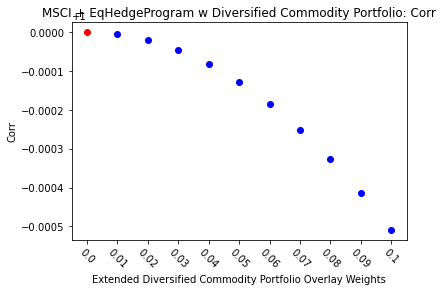 MSCI + EqHedgeProgram w Diversified Commodity Portfolio: Corr
+1
0.0000
−0.0001
−0.0002
−0.0003
−0.0004
−0.0005
Corr
0.0 0.01 0.02 0.03 0.04 0.05 0.06 0.07 0.08 0.09 0.1
Extended Diversified Commodity Portfolio Overlay Weights